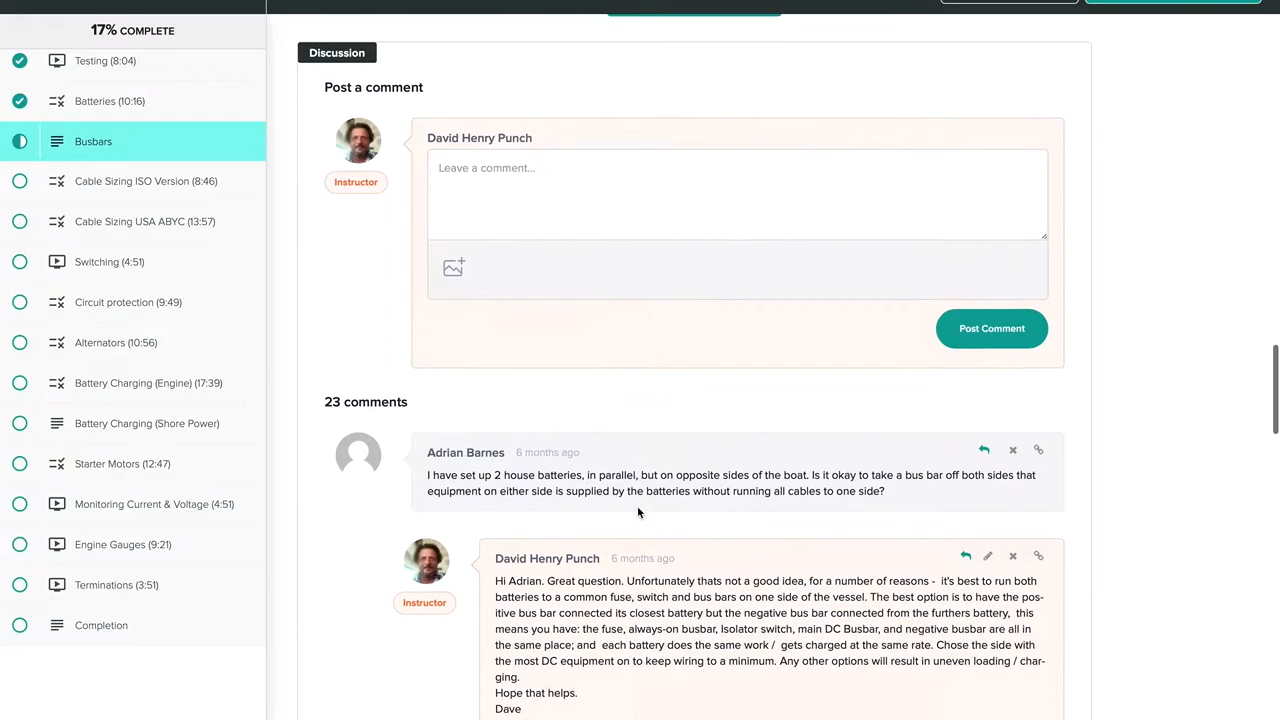 17% COMPLETE
Testing (8:04)
Batteries (10:16)
Busbars
Cable Sizing ISO Version (8:46)
Cable Sizing USA ABYC (13:57)
Switching (4:51)
Circuit protection (9:49)
Alternators (10:56)
Battery Charging (Engine) (17:39)
Battery Charging (Shore Power)
Starter Motors (12:47)
Monitoring Current & Voltage (4:51)
Engine Gauges (9:21)
Terminations (3:51)
Completion
Discussion
Post a comment
David Henry Punch
Instructor
Leave a comment...
Post Comment
23 comments
Adrian Barnes 6 months ago
I have set up 2 house batteries, in parallel, but on opposite sides of the boat. Is it okay to take a bus bar off both sides that
equipment on either side is supplied by the batteries without running all cables to one side?
David Henry Punch 6 months ago
Instructor
Hi Adrian. Great question. Unfortunately thats not a good idea, for a number of reasons - it's best to run both
batteries to a common fuse, switch and bus bars on one side of the vessel. The best option is to have the pos-
itive bus bar connected its closest battery but the negative bus bar connected from the furthers battery, this
means you have: the fuse, always-on busbar, Isolator switch, main DC Busbar, and negative busbar are all in
the same place; and each battery does the same work / gets charged at the same rate. Chose the side with
the most DC equipment on to keep wiring to a minimum. Any other options will result in uneven loading / char-
ging.
Hope that helps.
Dave